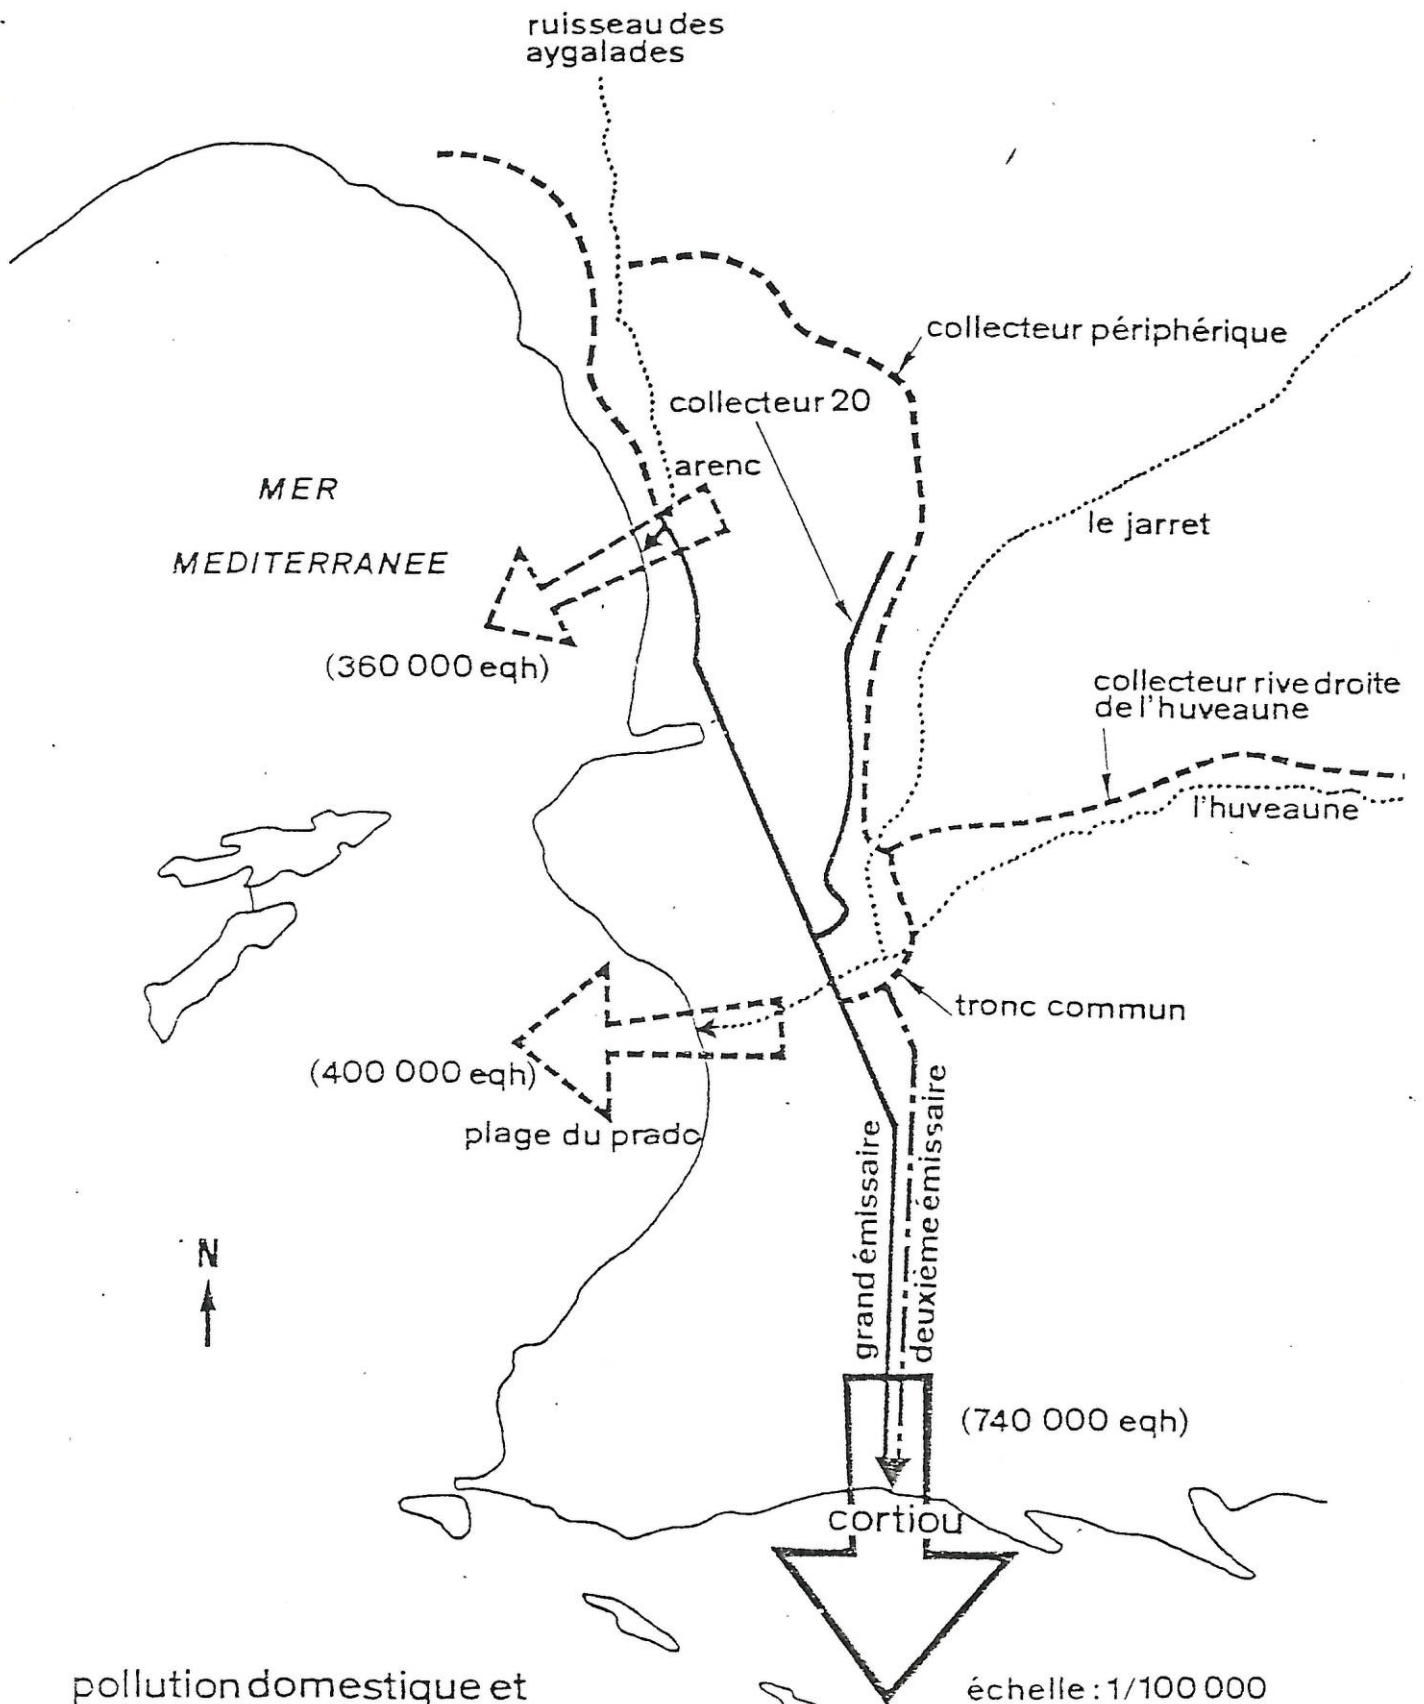 ruisseau des
aygalades
collecteur périphérique
collecteur 20
arenc
MER
MEDITERRANEE
le jarret
(360 000 eqh)
collecteur rive droite
de l'huveaune
l'huveaune
tronc commun
(400 000 eqh)
plage du prado
grand émissaire
deuxième émissaire
N
(740 000 eqh)
cortiou
pollution domestique et
échelle : 1/100 000